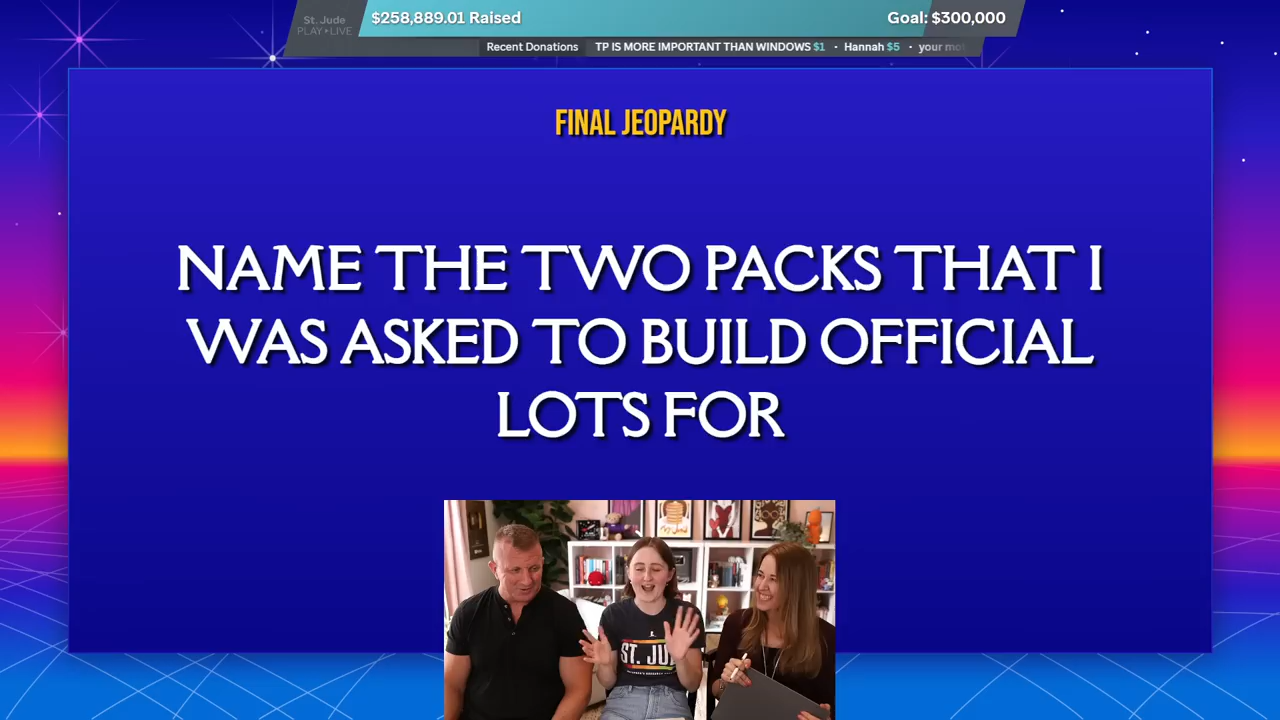 St. Jude
PLAY LIVE
$258,889.01 Raised
Goal: $300,000
Recent Donations
TP IS MORE IMPORTANT THAN WINDOWS $1 · Hannah $5 · your mo
FINAL JEOPARDY
NAME THE TWO PACKS THAT I
WAS ASKED TO BUILD OFFICIAL
LOTS FOR
ST. JU